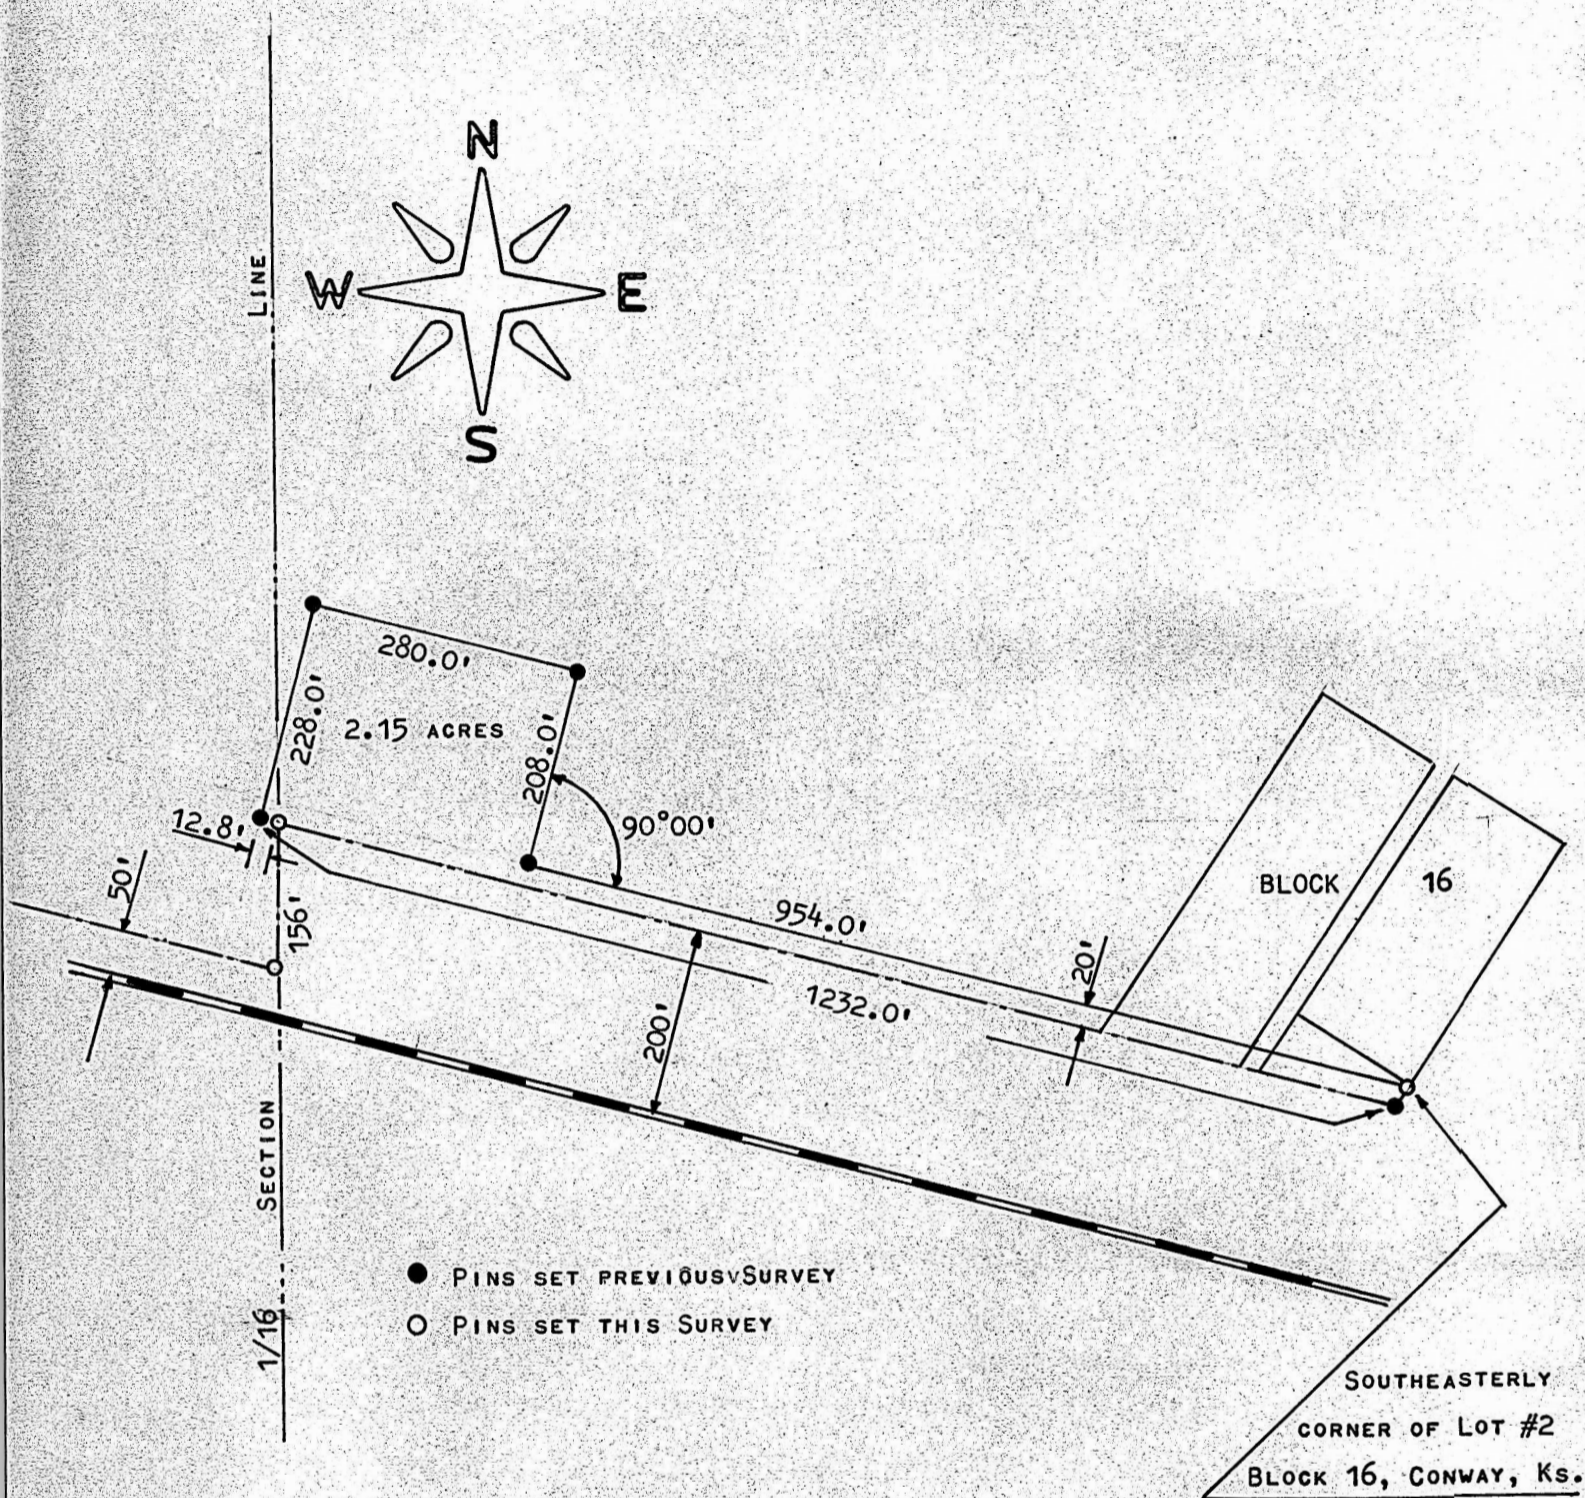 N
LINE
W
E
S
280.0'
228.0'
2.15 ACRES
208.0'
12.8'
90°00'
50'
156'
BLOCK
16
954.0'
20'
1232.0'
200'
SECTION
1/16
PINS SET PREVIOUSvSURVEY
PINS SET THIS SURVEY
SOUTHEASTERLY
CORNER OF LOT #2
BLOCK 16, CONWAY, KS.